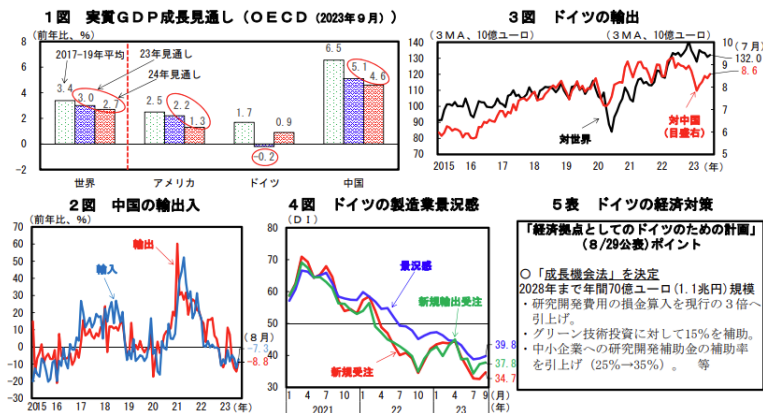 1図　実質ＧＤＰ成長見通し（ＯＥＣＤ（2023年９月））
（前年比、%）
2017-19年平均
23年見通し
24年見通し
8
6
4
2
0
−2
3.4
3.0
2.7
2.5
2.2
1.3
1.7
−0.2
0.9
6.5
5.1
4.6
世界
アメリカ
ドイツ
中国
３図　ドイツの輸出
（３ＭＡ、10億ユーロ）
（３ＭＡ、10億ユーロ）
140
130
120
110
100
90
80
70
10
9
8
7
6
5
（７月）
132.0
8.6
対世界
対中国
（目盛右）
2015
16
17
18
19
20
21
22
23
（年）
２図　中国の輸出入
（前年比、%）
70
60
50
40
30
20
10
0
−10
−20
−30
輸出
輸入
（８月）
−7.3
−8.8
2015
16
17
18
19
20
21
22
23
（年）
４図　ドイツの製造業景況感
（ＤＩ）
80
70
60
50
40
30
景況感
新規輸出受注
新規受注
39.8
37.8
34.7
1
4
7
10
1
4
7
10
1
4
7
9
（月）
2021
22
23
（年）
５表　ドイツの経済対策
「経済拠点としてのドイツのための計画」
（８/29公表）ポイント
○「成長機会法」を決定
2028年まで年間70億ユーロ（1.1兆円）規模
・研究開発費用の損金算入を現行の３倍へ
引上げ。
・グリーン技術投資に対して15%を補助。
・中小企業への研究開発補助金の補助率
を引上げ（25%→35%）。　等